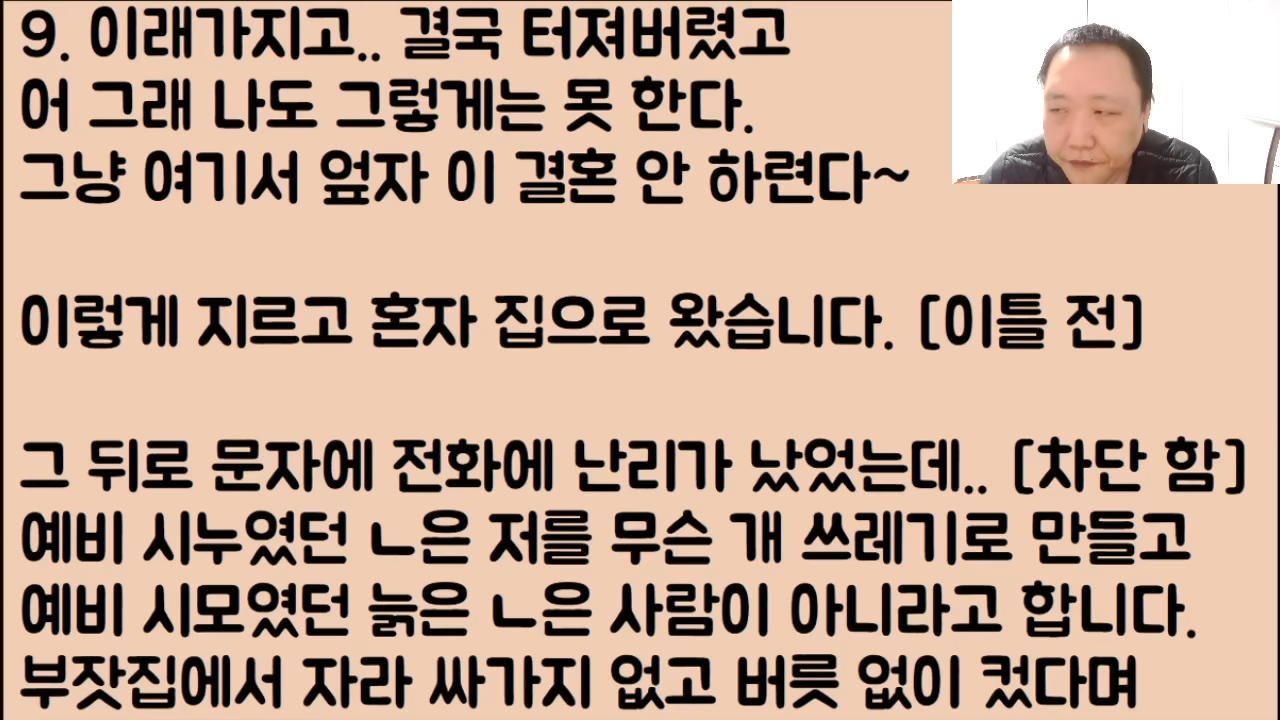 9. 이래가지고.. 결국 터져버렸고
어 그래 나도 그렇게는 못 한다.
그냥 여기서 엎자 이 결혼 안 하련다~
이렇게 지르고 혼자 집으로 왔습니다. [이틀 전]
그 뒤로 문자에 전화에 난리가 났었는데.. [차단 함]
예비 시누였던 ㄴ은 저를 무슨 개 쓰레기로 만들고
예비 시모였던 늙은 ㄴ은 사람이 아니라고 합니다.
부잣집에서 자라 싸가지 없고 버릇 없이 컸다며